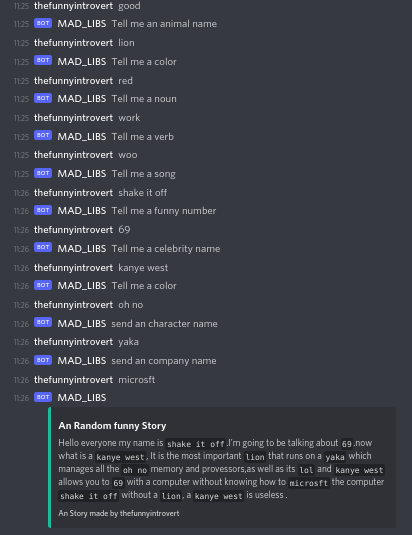 11:25 thefunnyintrovert good
11:25 BOT MAD_LIBS Tell me an animal name
11:25 thefunnyintrovert lion
11:25 BOT MAD_LIBS Tell me a color
11:25 thefunnyintrovert red
11:25 BOT MAD_LIBS Tell me a noun
11:25 thefunnyintrovert work
11:25 BOT MAD_LIBS Tell me a verb
11:25 thefunnyintrovert woo
11:25 BOT MAD_LIBS Tell me a song
11:26 thefunnyintrovert shake it off
11:26 BOT MAD_LIBS Tell me a funny number
11:26 thefunnyintrovert 69
11:26 BOT MAD_LIBS Tell me a celebrity name
11:26 thefunnyintrovert kanye west
11:26 BOT MAD_LIBS Tell me a color
11:26 thefunnyintrovert oh no
11:26 BOT MAD_LIBS send an character name
11:26 thefunnyintrovert yaka
11:26 BOT MAD_LIBS send an company name
11:26 thefunnyintrovert microsft
11:26 BOT MAD_LIBS
An Random funny Story
Hello everyone my name is shake it off.I'm going to be talking about 69.now
what is a kanye west, It is the most important lion that runs on a yaka which
manages all the oh no memory and provessors,as well as its lol and kanye west
allows you to 69 with a computer without knowing how to microsft the computer
shake it off without a lion, a kanye west is useless .
An Story made by thefunnyintrovert